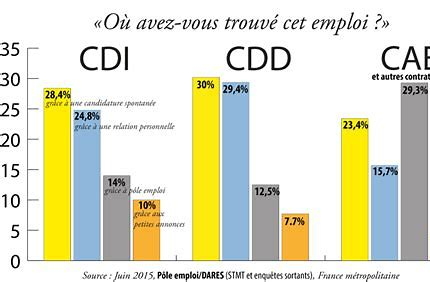 «Où avez-vous trouvé cet emploi ?»
35
30
25
20
15
10
5
0
CDI
28,4%
grâce à une candidature spontanée
24,8%
grâce à une relation personnelle
14%
grâce à pôle emploi
10%
grâce aux
petites annonces
CDD
30%
29,4%
12,5%
7.7%
CAE
et autres contrat
23,4%
15,7%
29,3%
Source : Juin 2015, Pôle emploi/DARES (STMT et enquêtes sortants), France métropolitaine